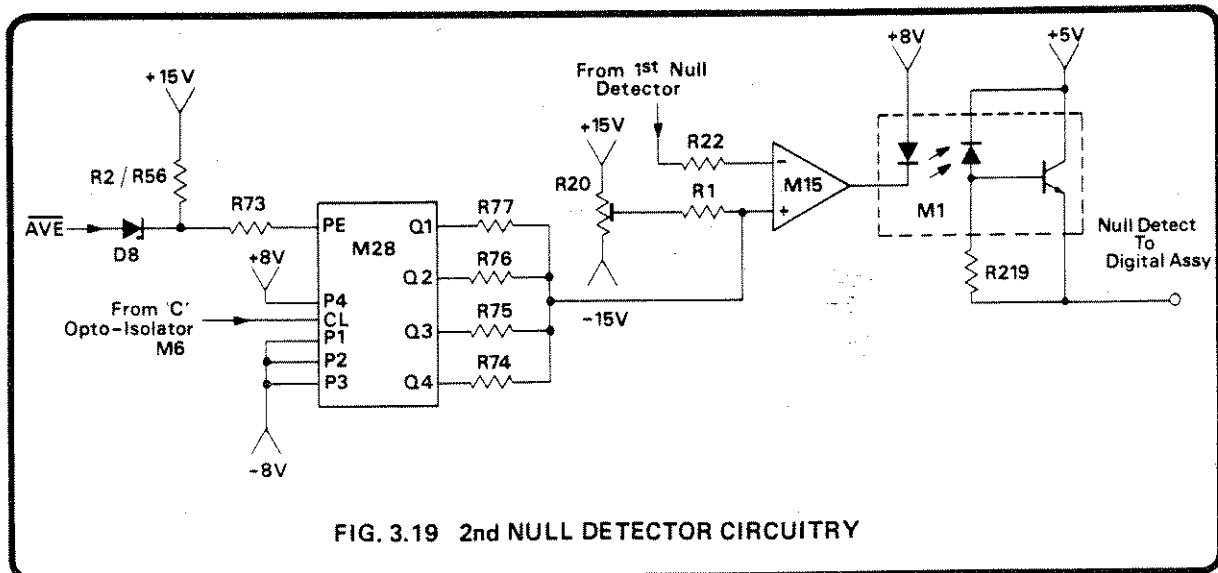 +15V
R2/R56
R73
A̅V̅E̅
D8
+8V
From 'C'
Opto-Isolator
M6
-8V
PE
M28
P4
CL
P1
P2
P3
Q1
Q2
Q3
Q4
R77
R76
R75
R74
From 1st Null
Detector
+15V
R20
-15V
R22
R1
M15
+8V
+5V
M1
R219
Null Detect
To
Digital Assy
FIG. 3.19 2nd NULL DETECTOR CIRCUITRY